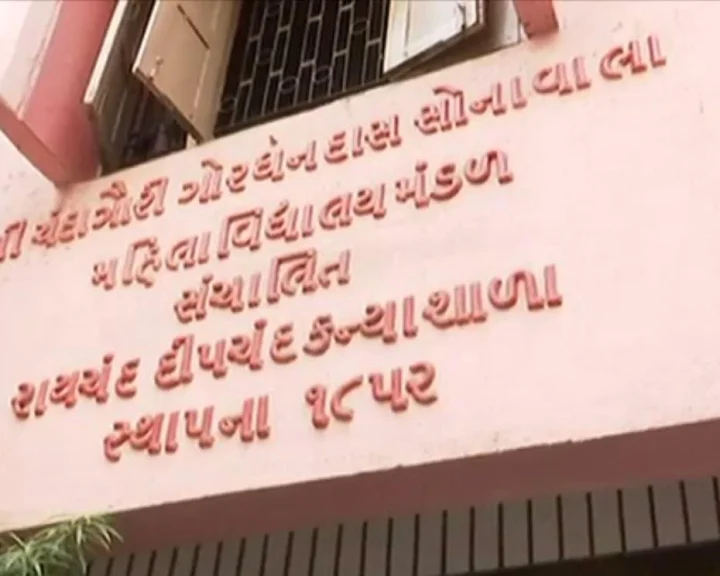 ચંદાગૌરી ગોરધનદાસ સોનાવાલા
મહિલા વિદ્યાલય મંડળ
સંચાલિત
રાયચંદ દીપચંદ કન્યાશાળા
સ્થાપના ૧૮૫૨